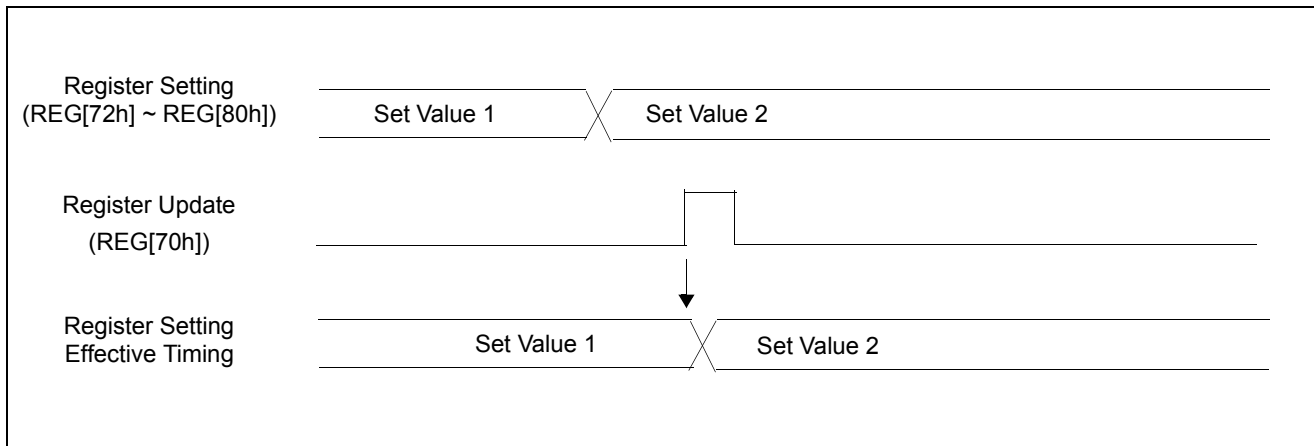 Register Setting
(REG[72h] ~ REG[80h])
Set Value 1
Set Value 2
Register Update
(REG[70h])
Register Setting
Effective Timing
Set Value 1
Set Value 2